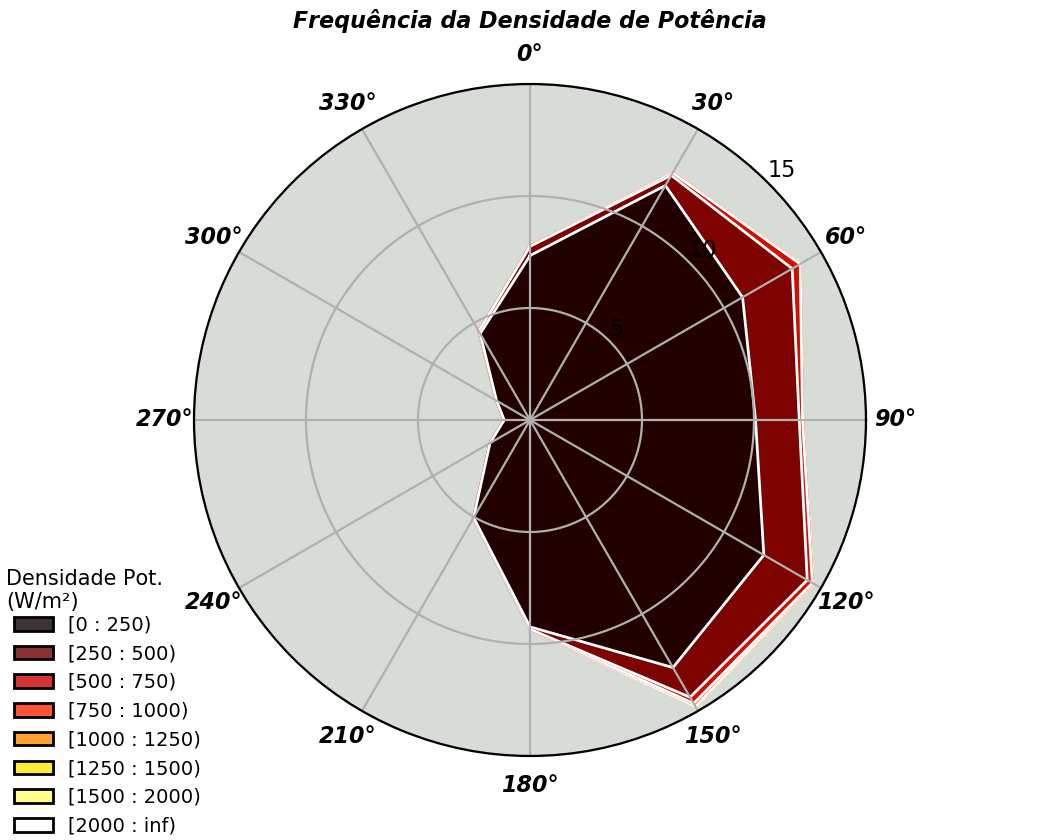 Frequência da Densidade de Potência
0°
330°
30°
15
300°
60°
10
5
270°
90°
Densidade Pot.
(W/m²)
240°
120°
[0 : 250)
[250 : 500)
[500 : 750)
[750 : 1000)
210°
150°
[1000 : 1250)
[1250 : 1500)
180°
[1500 : 2000)
[2000 : inf)